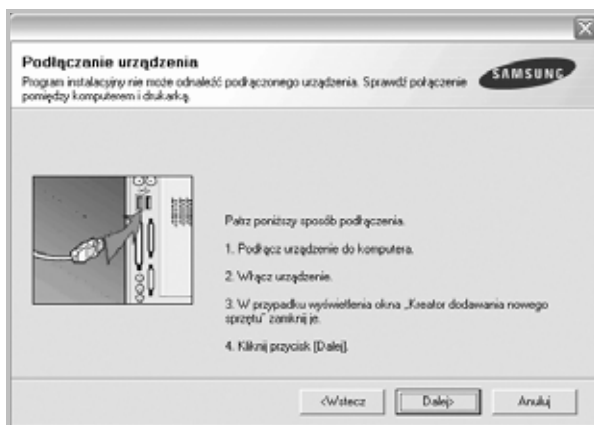 Podłączanie urządzenia
Program instalacyjny nie może odnaleźć podłączonego urządzenia. Sprawdź połączenie
pomiędzy komputerem i drukarką.
SAMSUNG
Patrz poniższy sposób podłączenia.
1. Podłącz urządzenie do komputera.
2. Włącz urządzenie.
3. W przypadku wyświetlenia okna „Kreator dodawania nowego
sprzętu” zamknij je.
4. Kliknij przycisk [Dalej].
<Wstecz
Dalej>
Anuluj